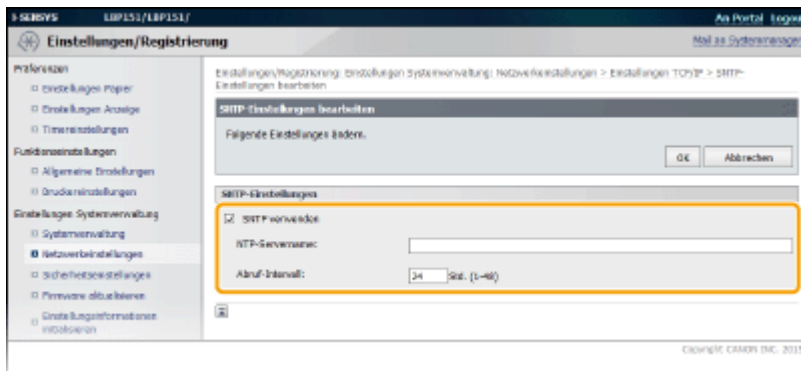 i-SENSYS LBP151/LBP151/ An Portal Logou
Einstellungen/Registrierung Mail an Systemmanager
Präferenzen
Einstellungen Papier
Einstellungen Anzeige
Timereinstellungen
Funktionseinstellungen
Allgemeine Einstellungen
Druckereinstellungen
Einstellungen Systemverwaltung
Systemverwaltung
Netzwerkeinstellungen
Sicherheitseinstellungen
Firmware aktualisieren
Einstellungsinformationen
initialisieren
Einstellungen/Registrierung: Einstellungen Systemverwaltung: Netzwerkeinstellungen > Einstellungen TCP/IP > SNTP-
Einstellungen bearbeiten
SNTP-Einstellungen bearbeiten
Folgende Einstellungen ändern.
OK Abbrechen
SNTP-Einstellungen
SNTP verwenden
NTP-Servername:
Abruf-Intervall: 24 Std. (1-48)
Copyright CANON INC. 2015